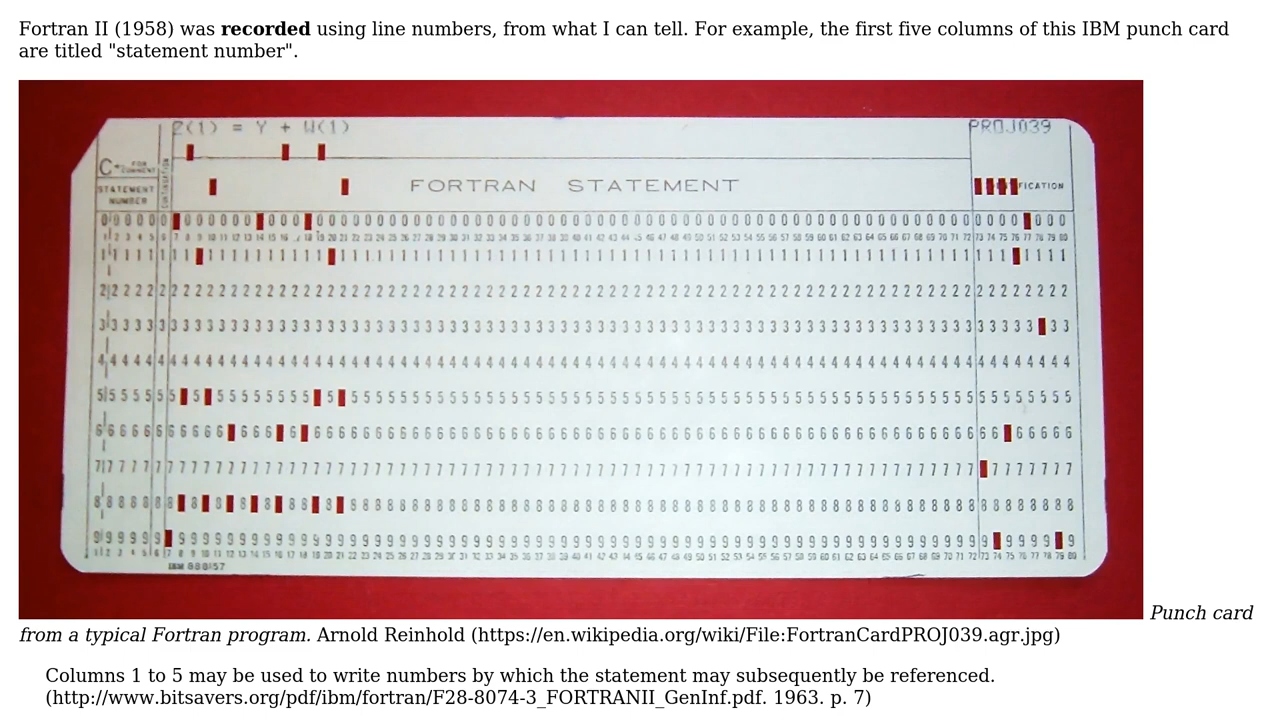 Fortran II (1958) was recorded using line numbers, from what I can tell. For example, the first five columns of this IBM punch card
are titled "statement number".
Z(1) = Y + W(1)
PROJ039
C FOR COMMENT
STATEMENT NUMBER
CONTINUATION
FORTRAN STATEMENT
IFICATION
IBM 888157
Punch card
from a typical Fortran program. Arnold Reinhold (https://en.wikipedia.org/wiki/File:FortranCardPROJ039.agr.jpg)
Columns 1 to 5 may be used to write numbers by which the statement may subsequently be referenced.
(http://www.bitsavers.org/pdf/ibm/fortran/F28-8074-3_FORTRANII_GenInf.pdf. 1963. p. 7)